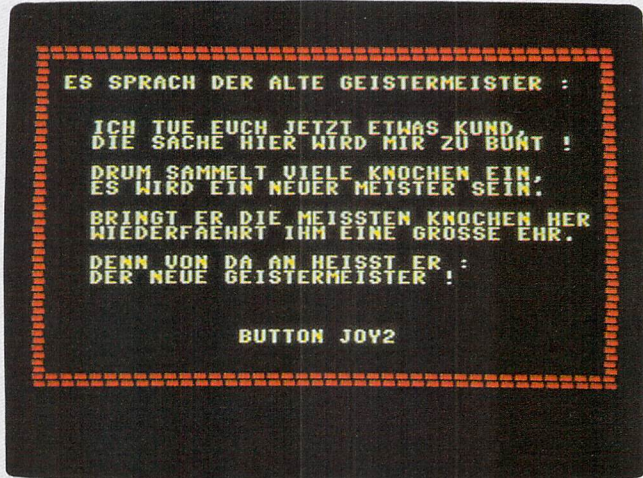 ES SPRACH DER ALTE GEISTERMEISTER :
ICH TUE EUCH JETZT ETWAS KUND,
DIE SACHE HIER WIRD MIR ZU BUNT !
DRUM SAMMELT VIELE KNOCHEN EIN,
ES WIRD EIN NEUER MEISTER SEIN.
BRINGT ER DIE MEISSTEN KNOCHEN HER
WIEDERFAEHRT IHM EINE GROSSE EHR.
DENN VON DA AN HEISST ER :
DER NEUE GEISTERMEISTER !
BUTTON JOY2